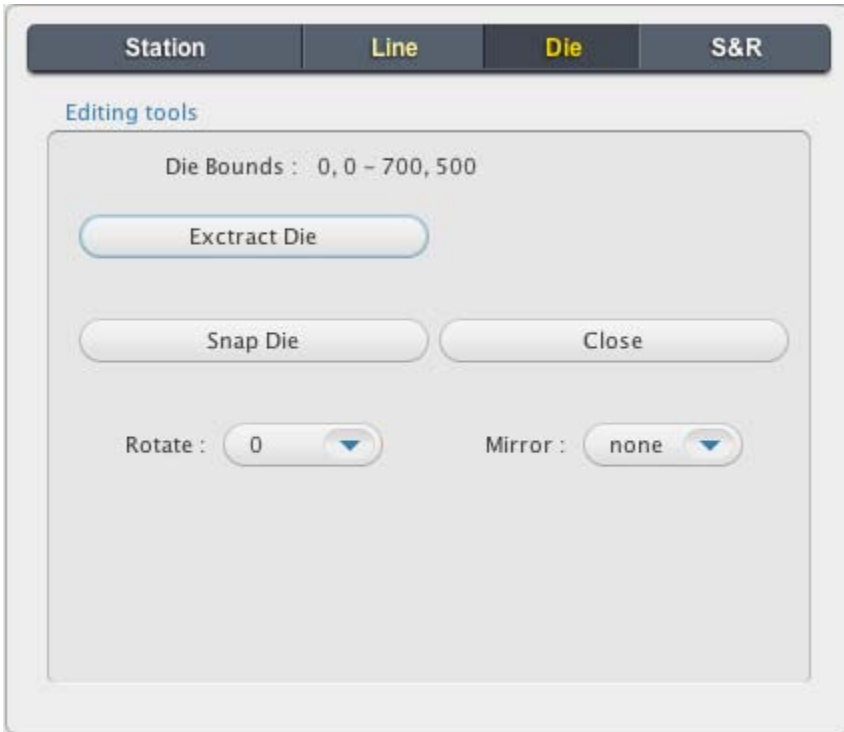 Station Line Die S&R
Editing tools
Die Bounds : 0, 0 – 700, 500
Exctract Die
Snap Die Close
Rotate : 0 Mirror : none